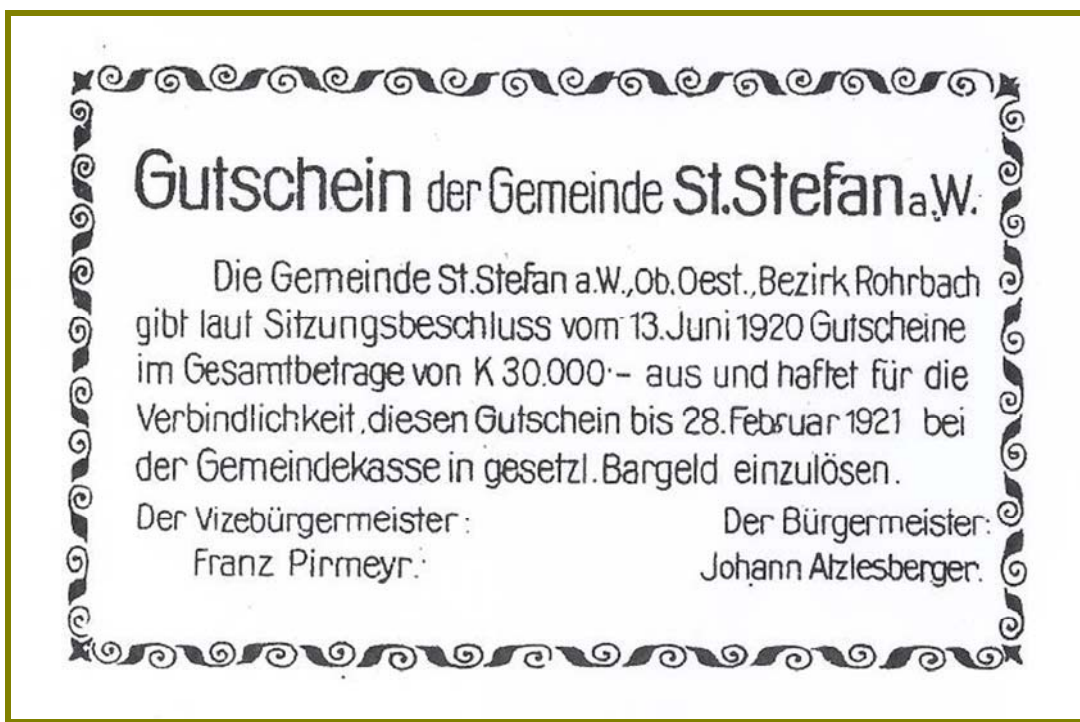 Gutschein der Gemeinde St. Stefan a.W.
Die Gemeinde St. Stefan a.W., Ob. Oest., Bezirk Rohrbach
gibt laut Sitzungsbeschluss vom 13. Juni 1920 Gutscheine
im Gesamtbetrage von K 30.000·– aus und haftet für die
Verbindlichkeit, diesen Gutschein bis 28. Februar 1921 bei
der Gemeindekasse in gesetzl. Bargeld einzulösen.
Der Vizebürgermeister: Der Bürgermeister:
Franz Pirmeyr. Johann Atzlesberger.